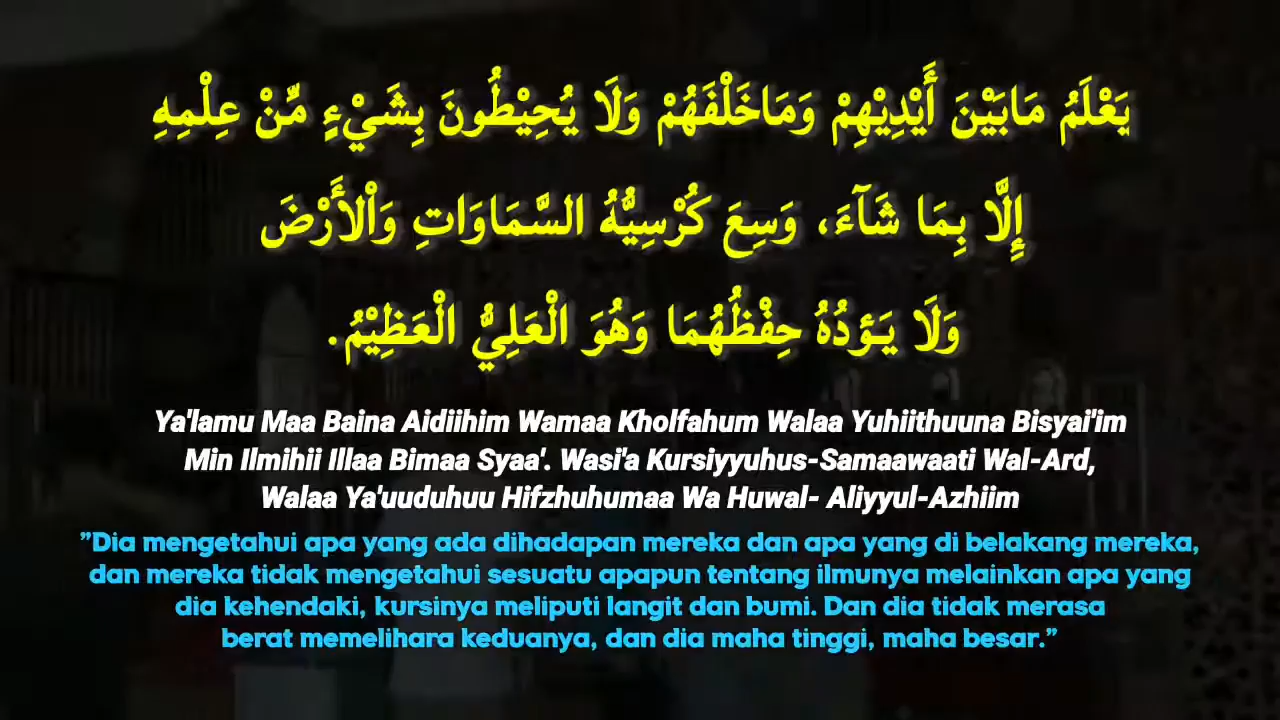 يَعْلَمُ مَابَيْنَ أَيْدِيْهِمْ وَمَاخَلْفَهُمْ وَلَا يُحِيْطُونَ بِشَيْءٍ مِّنْ عِلْمِهِ
إِلَّا بِمَا شَآءَ، وَسِعَ كُرْسِيُّهُ السَّمَاوَاتِ وَاْلأَرْضَ
وَلَا يَـؤدُهُ حِفْظُهُمَا وَهُوَ الْعَلِيُّ الْعَظِيْمُ.
Ya'lamu Maa Baina Aidiihim Wamaa Kholfahum Walaa Yuhiithuuna Bisyai'im
Min Ilmihii Illaa Bimaa Syaa'. Wasi'a Kursiyyuhus-Samaawaati Wal-Ard,
Walaa Ya'uuduhuu Hifzhuhumaa Wa Huwal- Aliyyul-Azhiim
”Dia mengetahui apa yang ada dihadapan mereka dan apa yang di belakang mereka,
dan mereka tidak mengetahui sesuatu apapun tentang ilmunya melainkan apa yang
dia kehendaki, kursinya meliputi langit dan bumi. Dan dia tidak merasa
berat memelihara keduanya, dan dia maha tinggi, maha besar.”